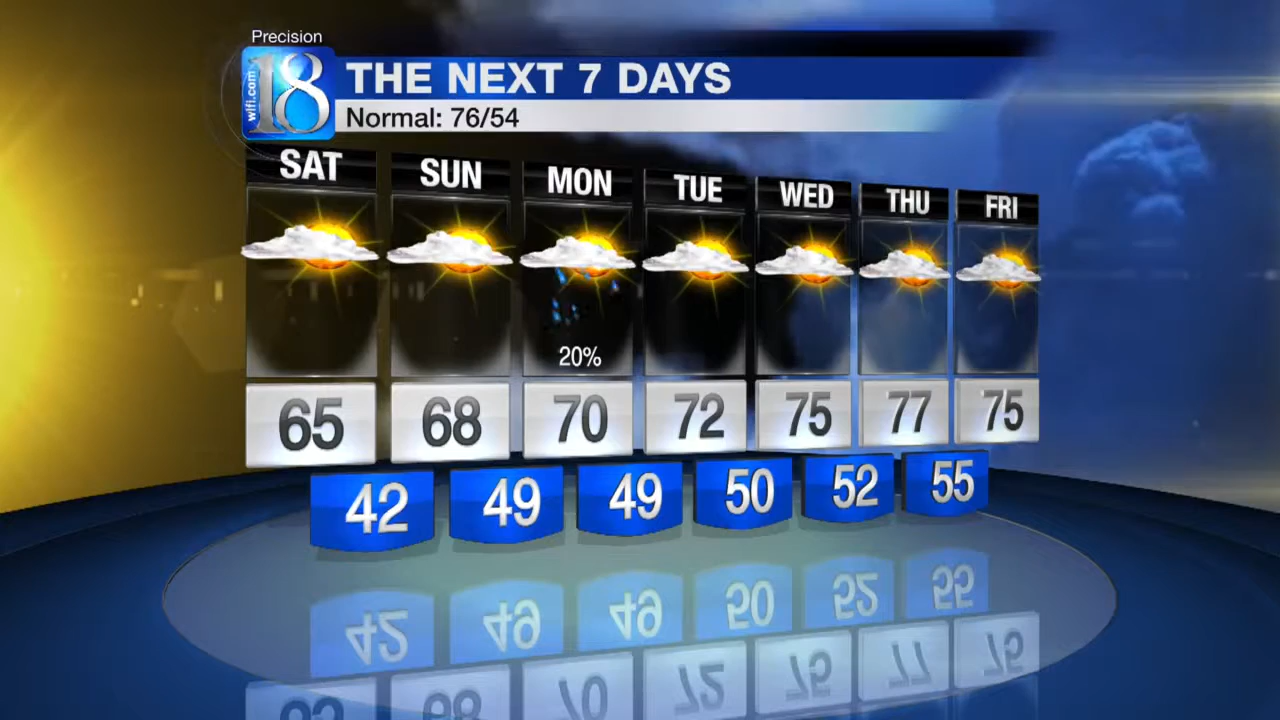 Precision
wlfi.com
18
THE NEXT 7 DAYS
Normal: 76/54
SAT SUN MON TUE WED THU FRI
20%
65 68 70 72 75 77 75
42 49 49 50 52 55